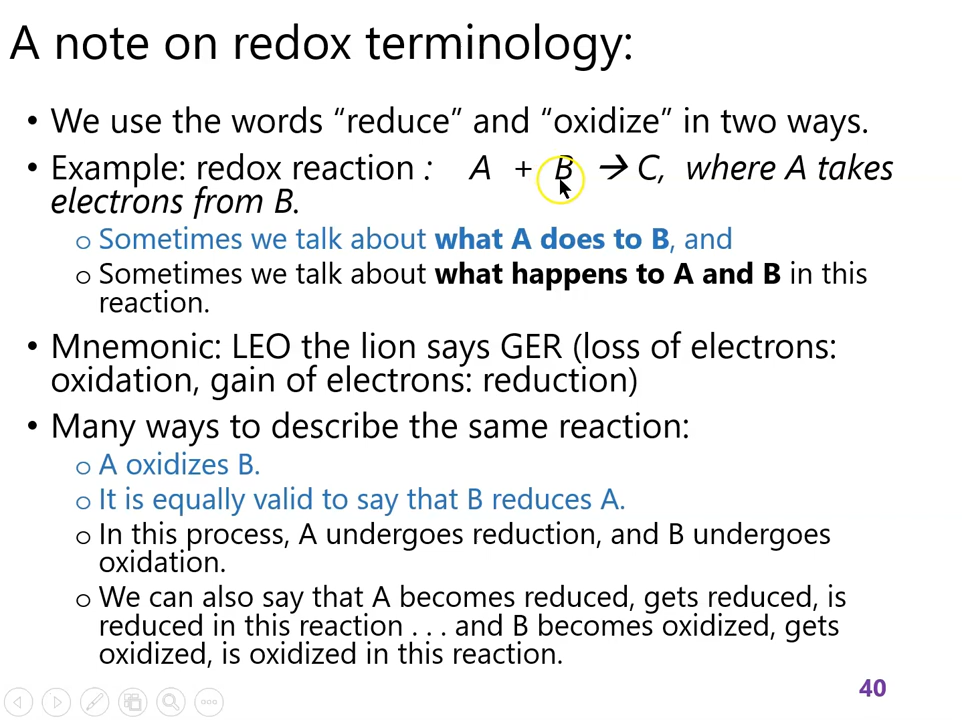 A note on redox terminology:
• We use the words “reduce” and “oxidize” in two ways.
• Example: redox reaction : A + B → C, where A takes
electrons from B.
o Sometimes we talk about what A does to B, and
o Sometimes we talk about what happens to A and B in this
reaction.
• Mnemonic: LEO the lion says GER (loss of electrons:
oxidation, gain of electrons: reduction)
• Many ways to describe the same reaction:
o A oxidizes B.
o It is equally valid to say that B reduces A.
o In this process, A undergoes reduction, and B undergoes
oxidation.
o We can also say that A becomes reduced, gets reduced, is
reduced in this reaction . . . and B becomes oxidized, gets
oxidized, is oxidized in this reaction.
40